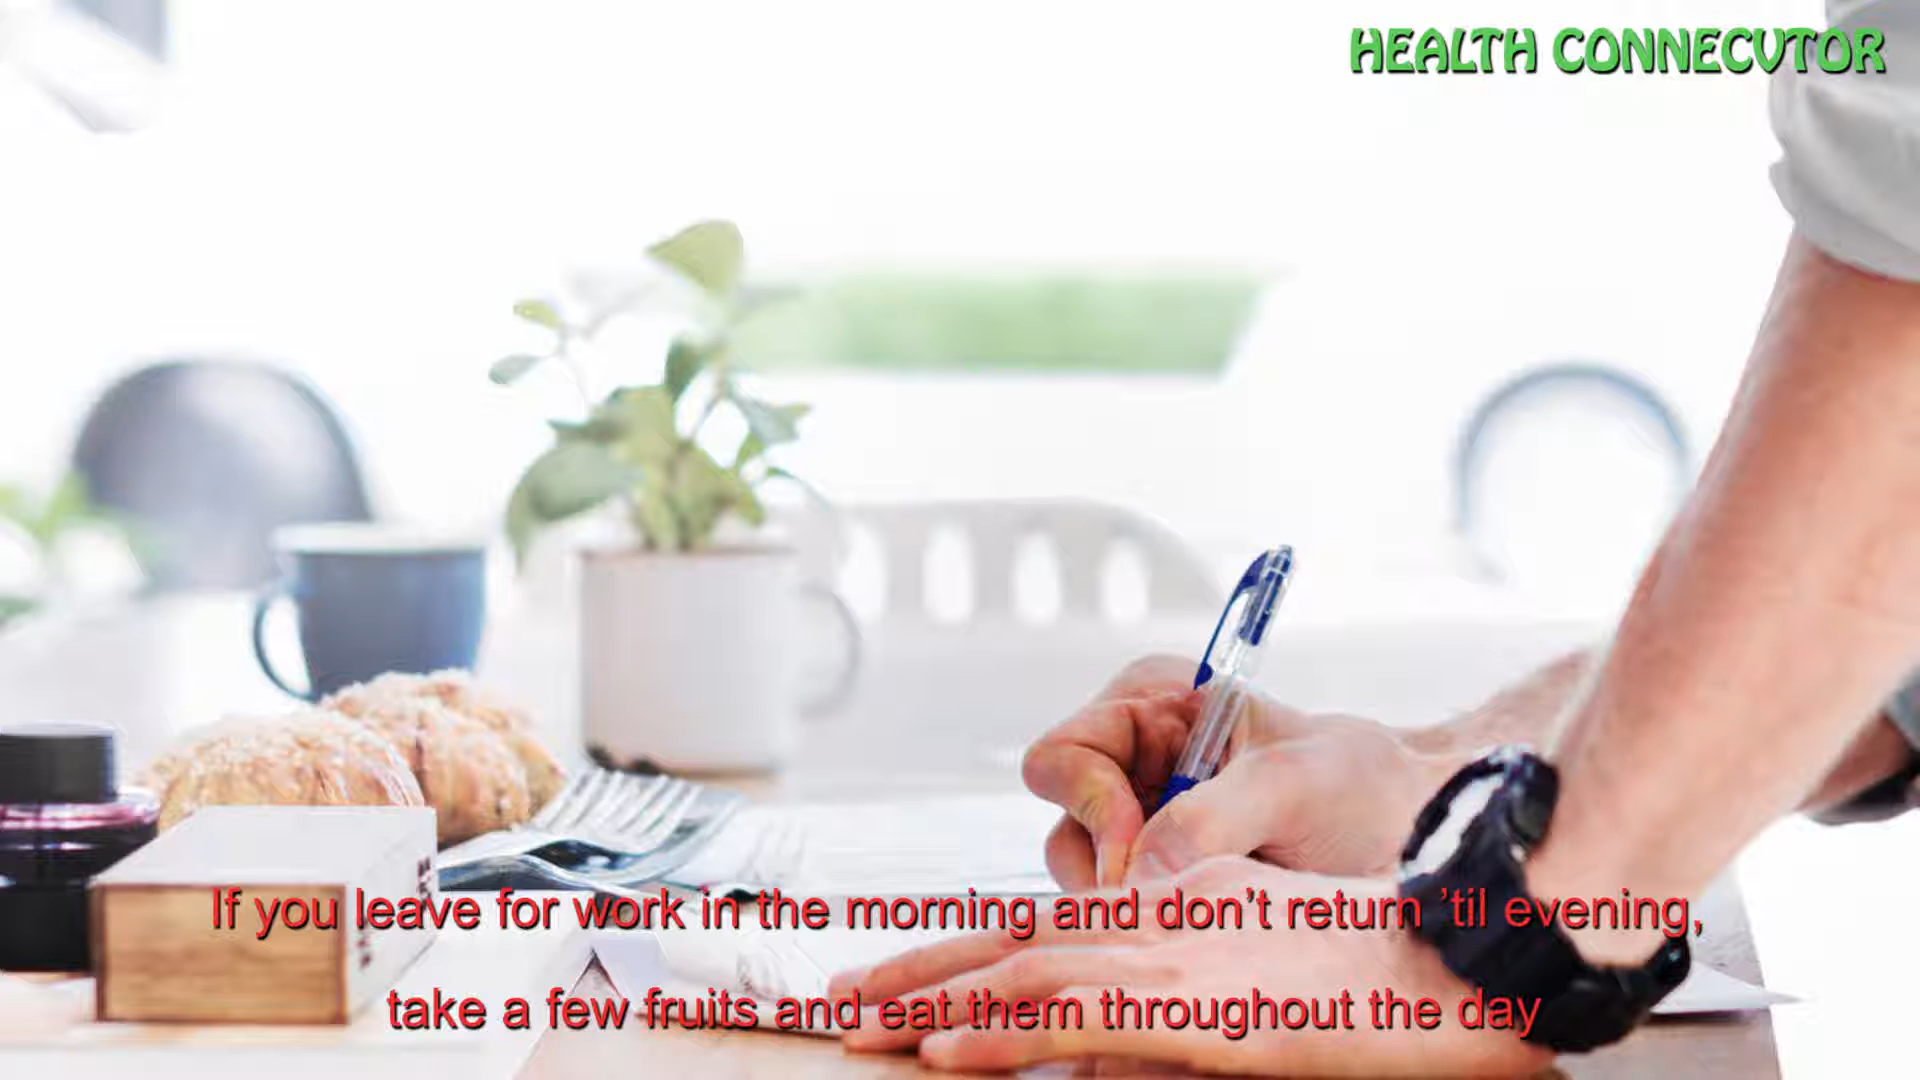 HEALTH CONNECVTOR
If you leave for work in the morning and don’t return ’til evening,
take a few fruits and eat them throughout the day